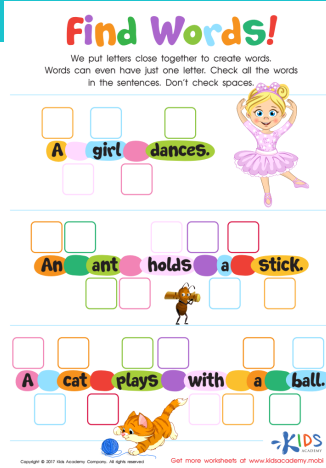 Find Words!
We put letters close together to create words.
Words can even have just one letter. Check all the words
in the sentences. Don't check spaces.
A girl dances.
An ant holds a stick.
A cat plays with a ball.
KIDS
ACADEMY
Copyright © 2017 Kids Academy Company. All rights reserved
Get more worksheets at www.kidsacademy.mobi